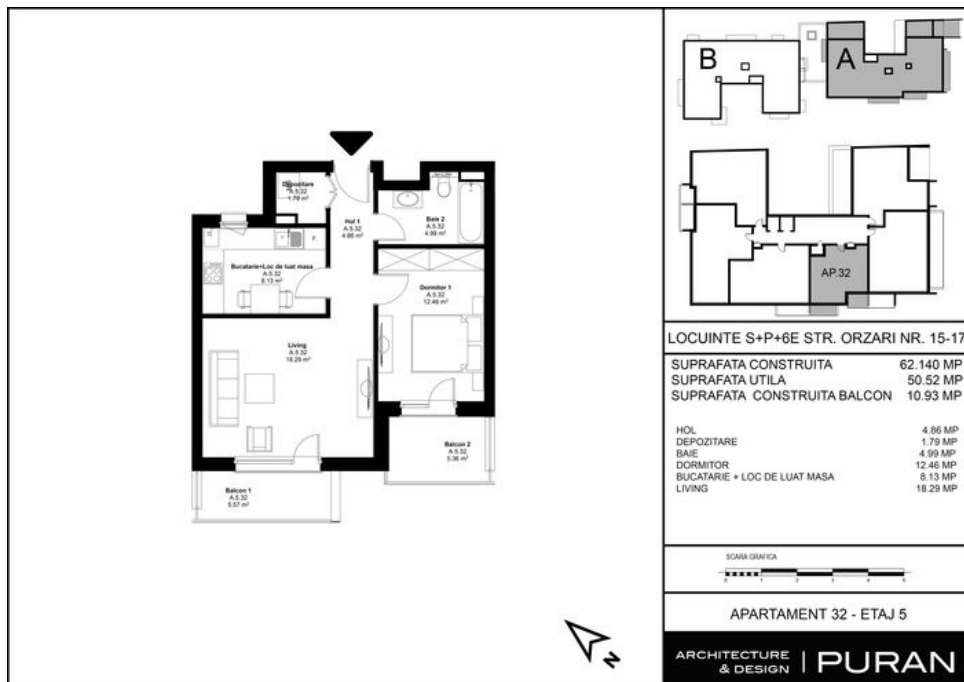 Depozitare
A.5.32
1.79 m²
Hol 1
A.5.32
4.86 m²
Baie 2
A.5.32
4.99 m²
F.
Bucatarie+Loc de luat masa
A.5.32
8.13 m²
Dormitor 1
A.5.32
12.46 m²
Living
A.5.32
18.29 m²
Balcon 2
A.5.32
5.36 m²
Balcon 1
A.5.32
5.57 m²
N
B
A
AP.32
LOCUINTE S+P+6E STR. ORZARI NR. 15-17
SUPRAFATA CONSTRUITA 62.140 MP
SUPRAFATA UTILA 50.52 MP
SUPRAFATA CONSTRUITA BALCON 10.93 MP
HOL 4.86 MP
DEPOZITARE 1.79 MP
BAIE 4.99 MP
DORMITOR 12.46 MP
BUCATARIE + LOC DE LUAT MASA 8.13 MP
LIVING 18.29 MP
SCARA GRAFICA
0 1 2 3 4 5
APARTAMENT 32 - ETAJ 5
ARCHITECTURE
& DESIGN | PURAN